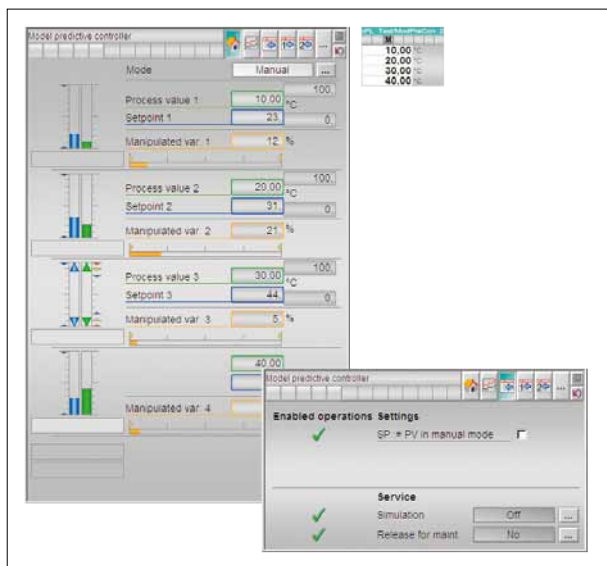 Model predictive controller
Mode Manual ...
100,
Process value 1 10,00 °C
Setpoint 1 23, 0,
Manipulated var. 1 12, %
100,
Process value 2 20,00 °C
Setpoint 2 31, 0,
Manipulated var. 2 21, %
100,
Process value 3 30,00 °C
Setpoint 3 44, 0,
Manipulated var. 3 5, %
40,00
Manipulated var. 4
M
10,00 °C
20,00 °C
30,00 °C
40,00 °C
Model predictive controller
Enabled operations Settings
SP := PV in manual mode
Service
Simulation Off ...
Release for maint No ...